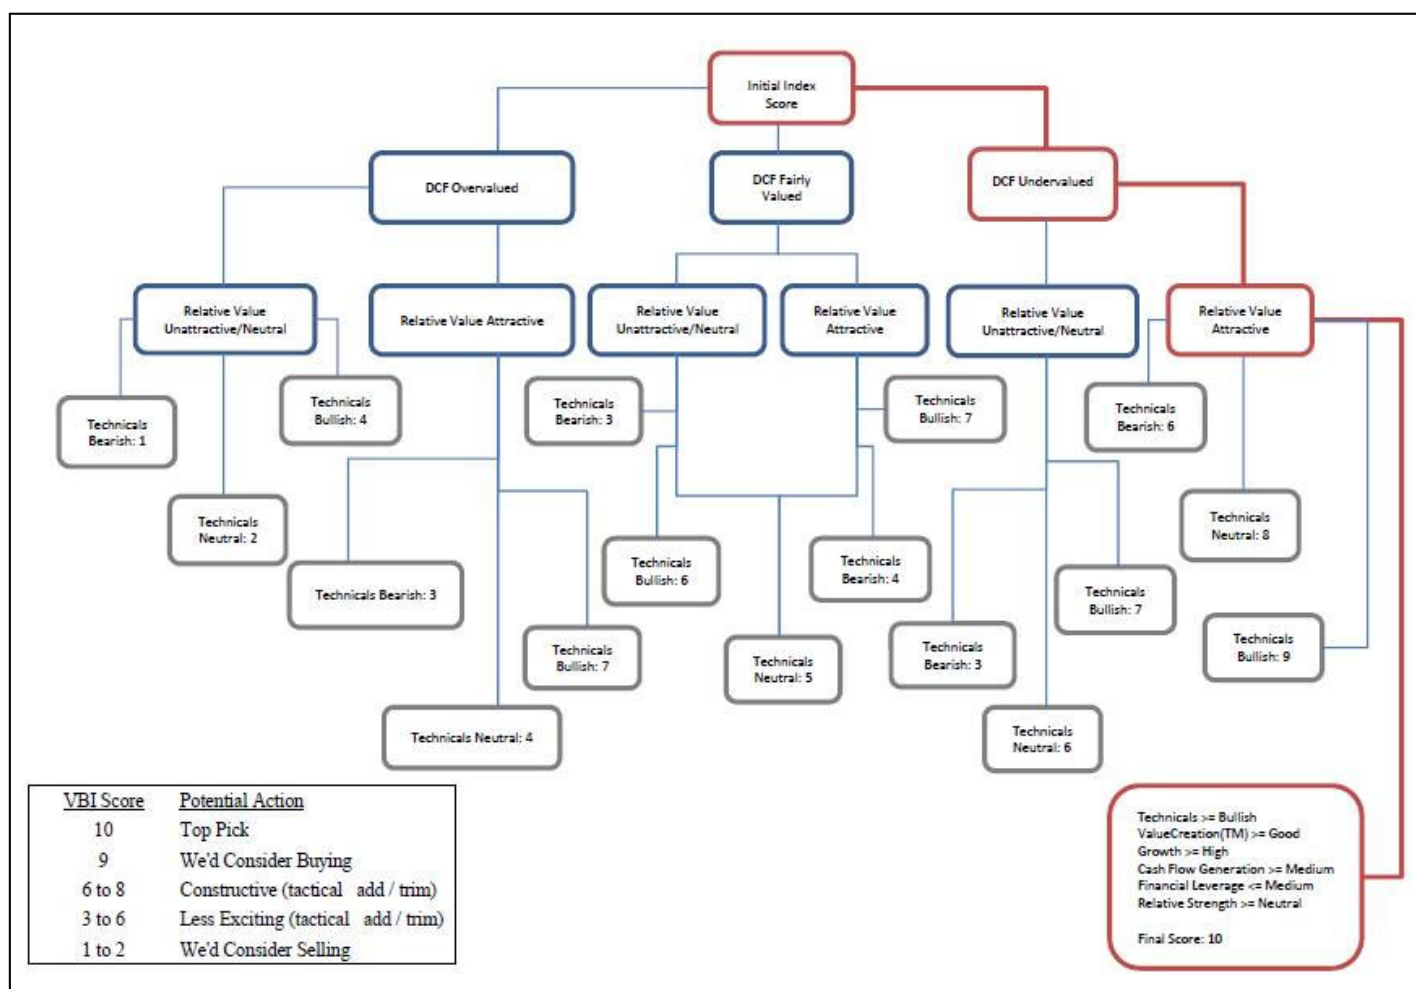 Initial Index
Score
DCF Overvalued
DCF Fairly
Valued
DCF Undervalued
Relative Value
Unattractive/Neutral
Relative Value Attractive
Relative Value
Unattractive/Neutral
Relative Value
Attractive
Relative Value
Unattractive/Neutral
Relative Value
Attractive
Technicals
Bearish: 1
Technicals
Bullish: 4
Technicals
Bearish: 3
Technicals
Bullish: 7
Technicals
Bearish: 6
Technicals
Neutral: 2
Technicals
Neutral: 8
Technicals Bearish: 3
Technicals
Bullish: 6
Technicals
Bearish: 4
Technicals
Bullish: 7
Technicals
Bullish: 7
Technicals
Neutral: 5
Technicals
Bearish: 3
Technicals
Bullish: 9
Technicals Neutral: 4
Technicals
Neutral: 6
VBI Score Potential Action
10 Top Pick
9 We'd Consider Buying
6 to 8 Constructive (tactical add / trim)
3 to 6 Less Exciting (tactical add / trim)
1 to 2 We'd Consider Selling
Technicals >= Bullish
ValueCreation(TM) >= Good
Growth >= High
Cash Flow Generation >= Medium
Financial Leverage <= Medium
Relative Strength >= Neutral
Final Score: 10